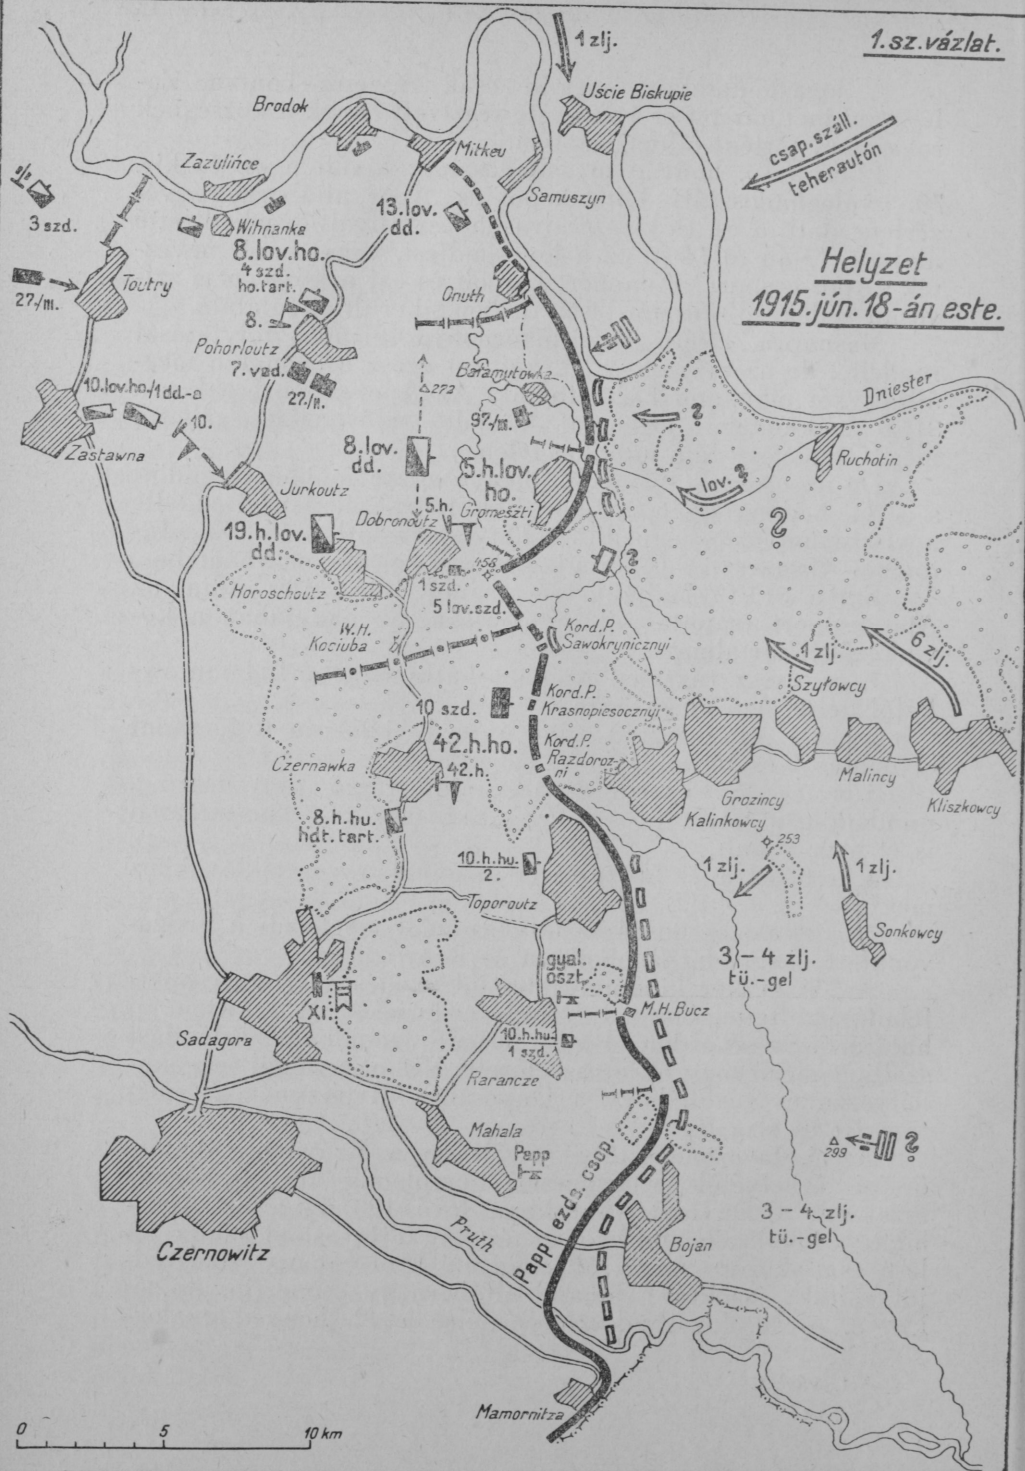 1.sz.vázlat.
1 zlj.
Uście Biskupie
Brodok
Mitkeu
csap.száll.
teherautón
Zazulińce
Samuszyn
3 szd.
Wihnanka
13.lov.
dd.
8.lov.ho.
4 szd.
ho.tart.
Helyzet
1915.jún.18-án este.
Toutry
27./III.
Onuth
8.
Pohorloutz
7. vad.
27./II.
273
Balamutowka
97./III.
?
Dniester
10.lov.ho./1dd.-a
10.
Zastawna
8.lov.
dd.
5.h.lov.
ho.
lov. ?
Ruchotin
Jurkoutz
5.h.
Gromeszti
?
19.h.lov.
dd.
Dobronoutz
456
?
1 szd.
5 lov.szd.
Horoschoutz
W.H.
Kociuba
Kord.P.
Sawokrynicznyi
1 zlj.
6 zlj.
Szyłowcy
10 szd.
Kord.P.
Krasnopiesocznyi
42.h.ho.
Kord.P.
Razdoroz-
ni
Czernawka
42.h.
Malincy
Kliszkowcy
Grozincy
Kalinkowcy
8.h.hu.
hdt.tart.
253
10.h.hu.
2.
1 zlj.
1 zlj.
Toporoutz
Sonkowcy
3 – 4 zlj.
tü.-gel
gyal.
oszt.
XI.
M.H.Bucz
Sadagora
10.h.hu.
1 szd.
Rarancze
Mahala
Papp
299
?
Papp ezds. csop.
3 – 4 zlj.
tü.-gel
Pruth
Bojan
Czernowitz
Mamornitza
0 5 10 km